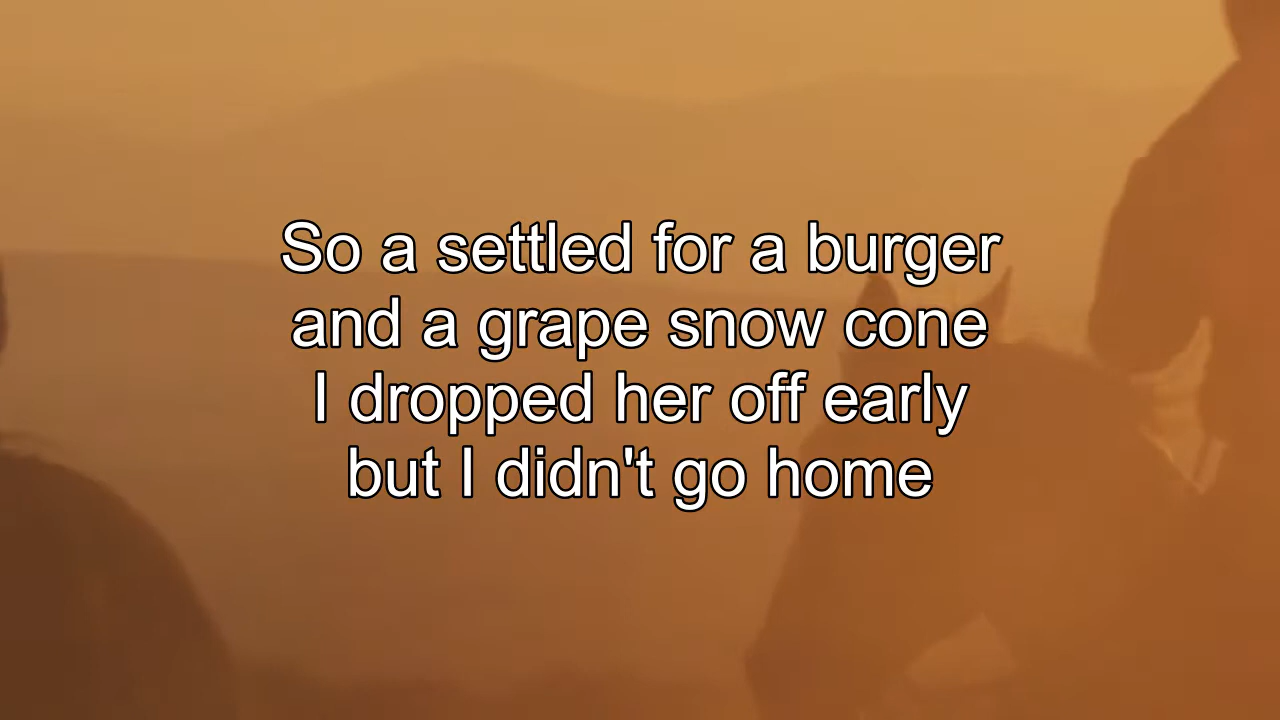 So a settled for a burger
and a grape snow cone
I dropped her off early
but I didn't go home